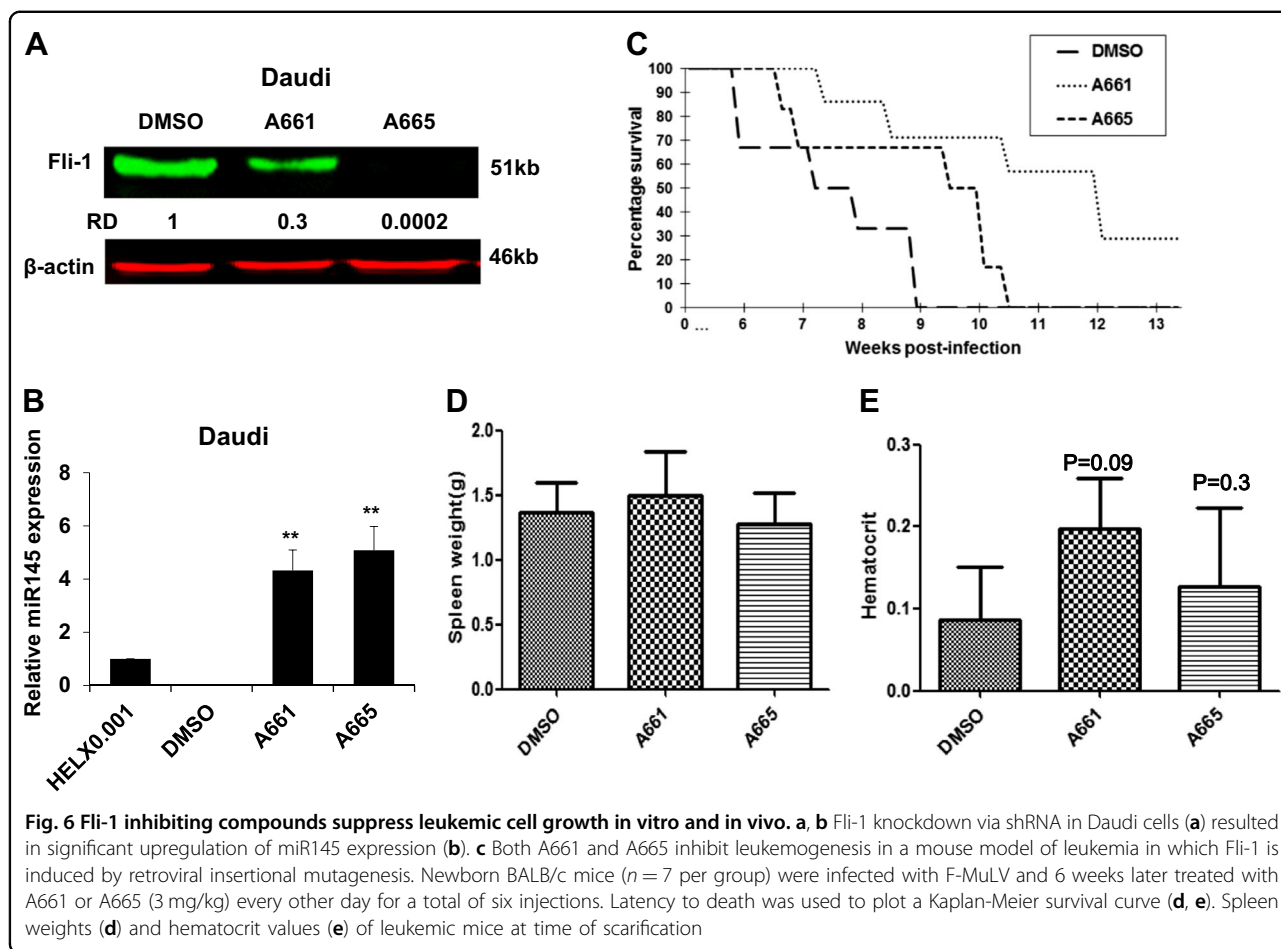 A
Daudi
DMSO A661 A665
Fli-1 51kb
RD 1 0.3 0.0002
β-actin 46kb
C
DMSO
A661
A665
Percentage survival
100
90
80
70
60
50
40
30
20
10
0
0 ... 6 7 8 9 10 11 12 13
Weeks post-infection
B
Daudi
Relative miR145 expression
8
6
4
2
0
** **
HELX0.001 DMSO A661 A665
D
Spleen weight(g)
2.0
1.5
1.0
0.5
0.0
DMSO A661 A665
E
Hematocrit
0.3
0.2
0.1
0.0
P=0.09
P=0.3
DMSO A661 A665
Fig. 6 Fli-1 inhibiting compounds suppress leukemic cell growth in vitro and in vivo. a, b Fli-1 knockdown via shRNA in Daudi cells (a) resulted
in significant upregulation of miR145 expression (b). c Both A661 and A665 inhibit leukemogenesis in a mouse model of leukemia in which Fli-1 is
induced by retroviral insertional mutagenesis. Newborn BALB/c mice (n = 7 per group) were infected with F-MuLV and 6 weeks later treated with
A661 or A665 (3 mg/kg) every other day for a total of six injections. Latency to death was used to plot a Kaplan-Meier survival curve (d, e). Spleen
weights (d) and hematocrit values (e) of leukemic mice at time of scarification